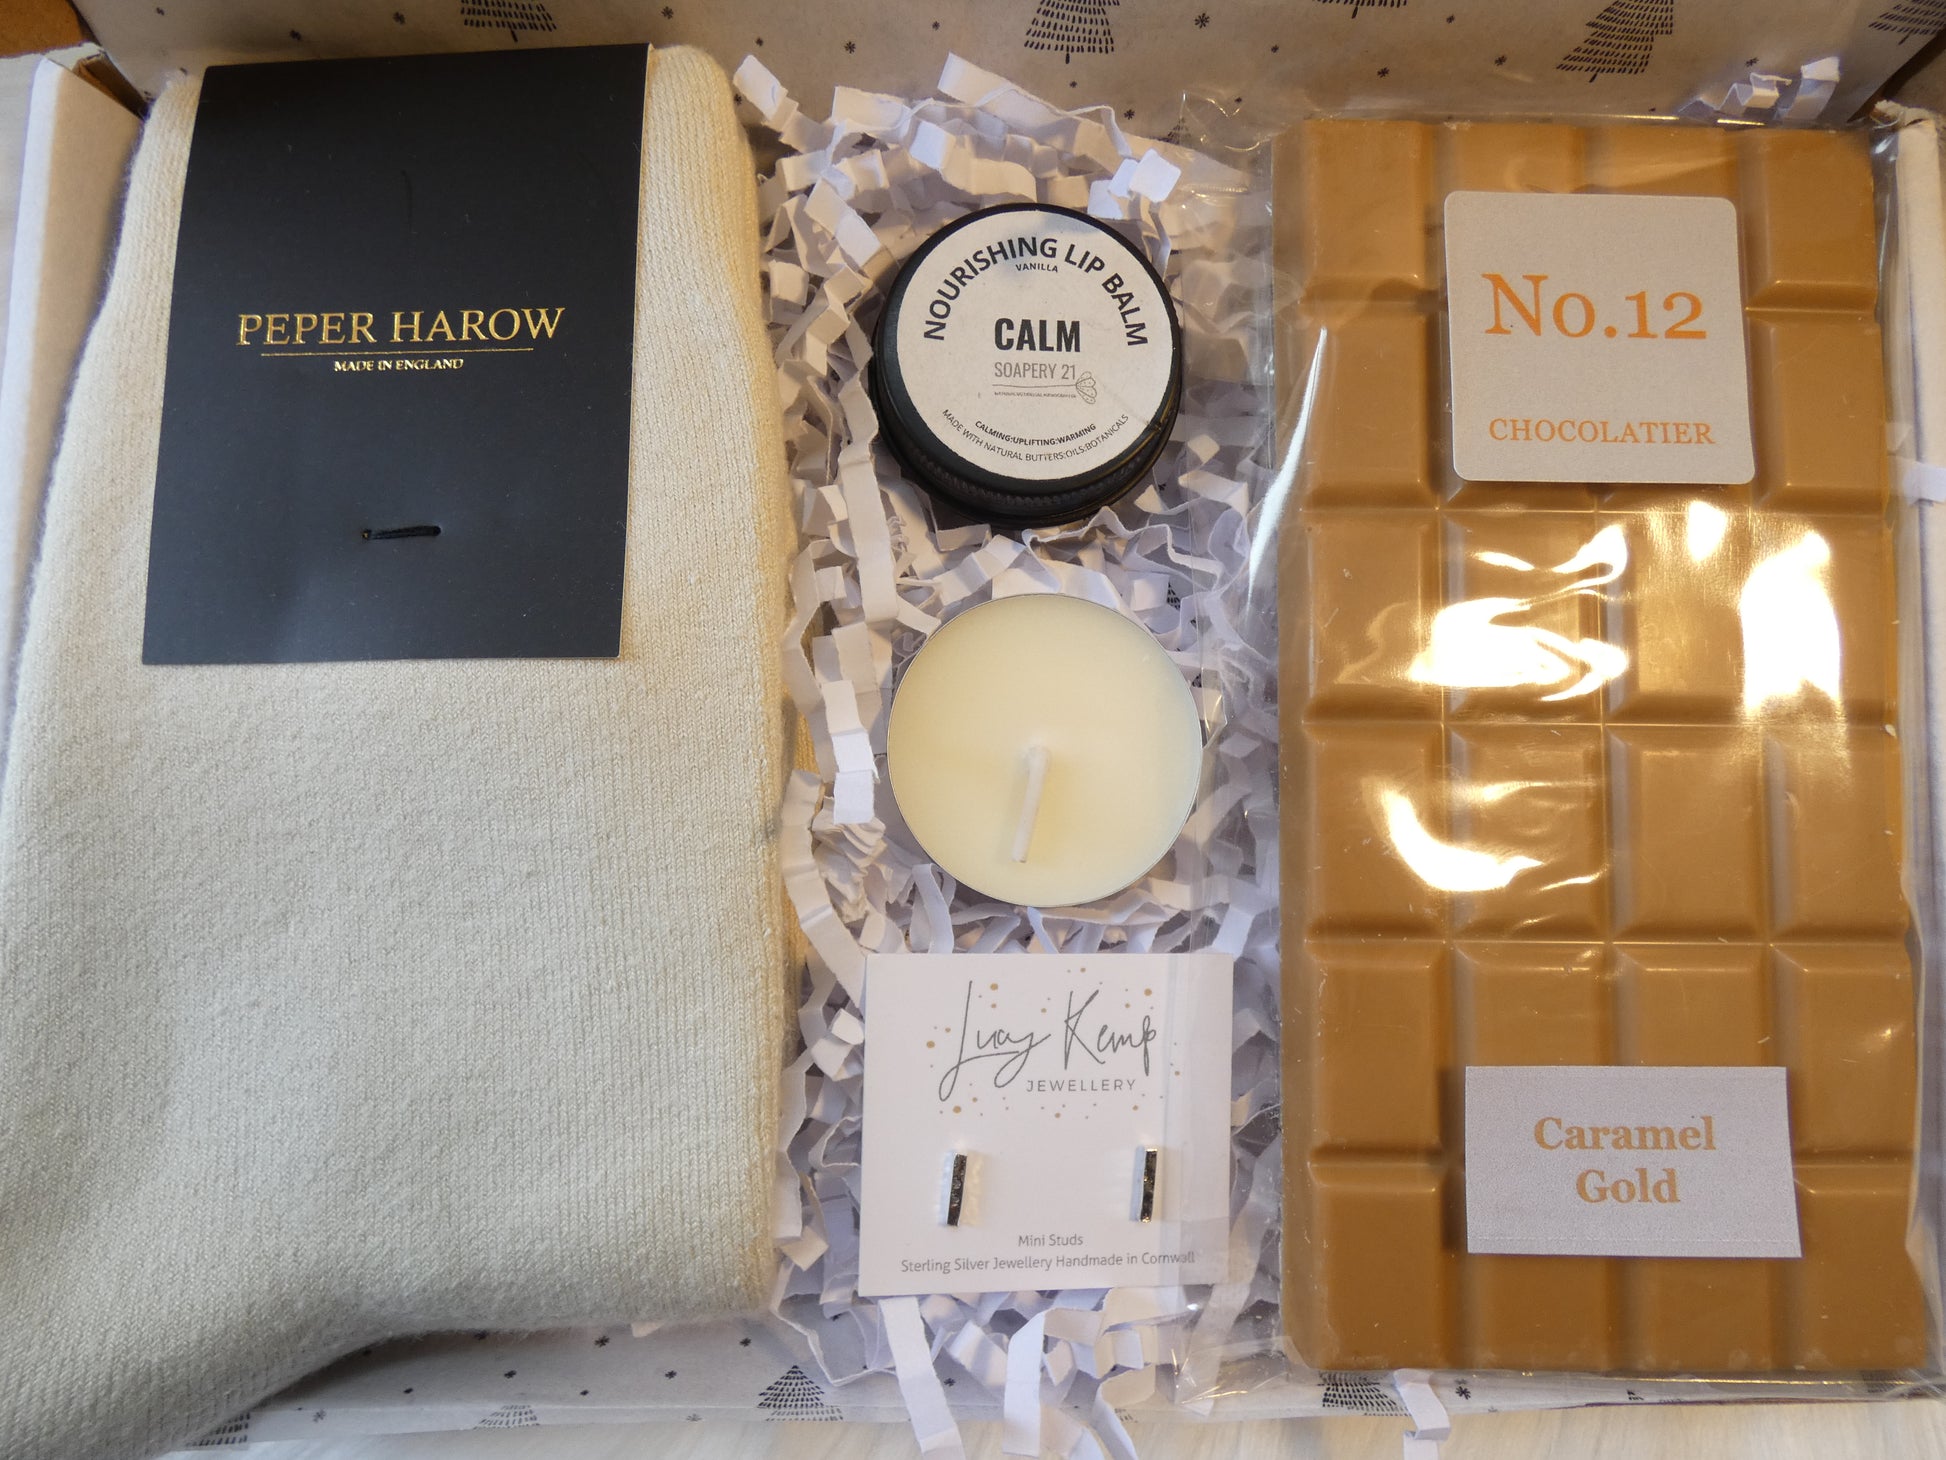 PEPER HAROW
MADE IN ENGLAND
NOURISHING LIP BALM
VANILLA
CALM
SOAPERY 21
CALMING:UPLIFTING:WARMING
MADE WITH NATURAL BUTTERS:OILS:BOTANICALS
Lucy Kemp
JEWELLERY
Mini Studs
Sterling Silver Jewellery Handmade in Cornwall
No.12
CHOCOLATIER
Caramel
Gold